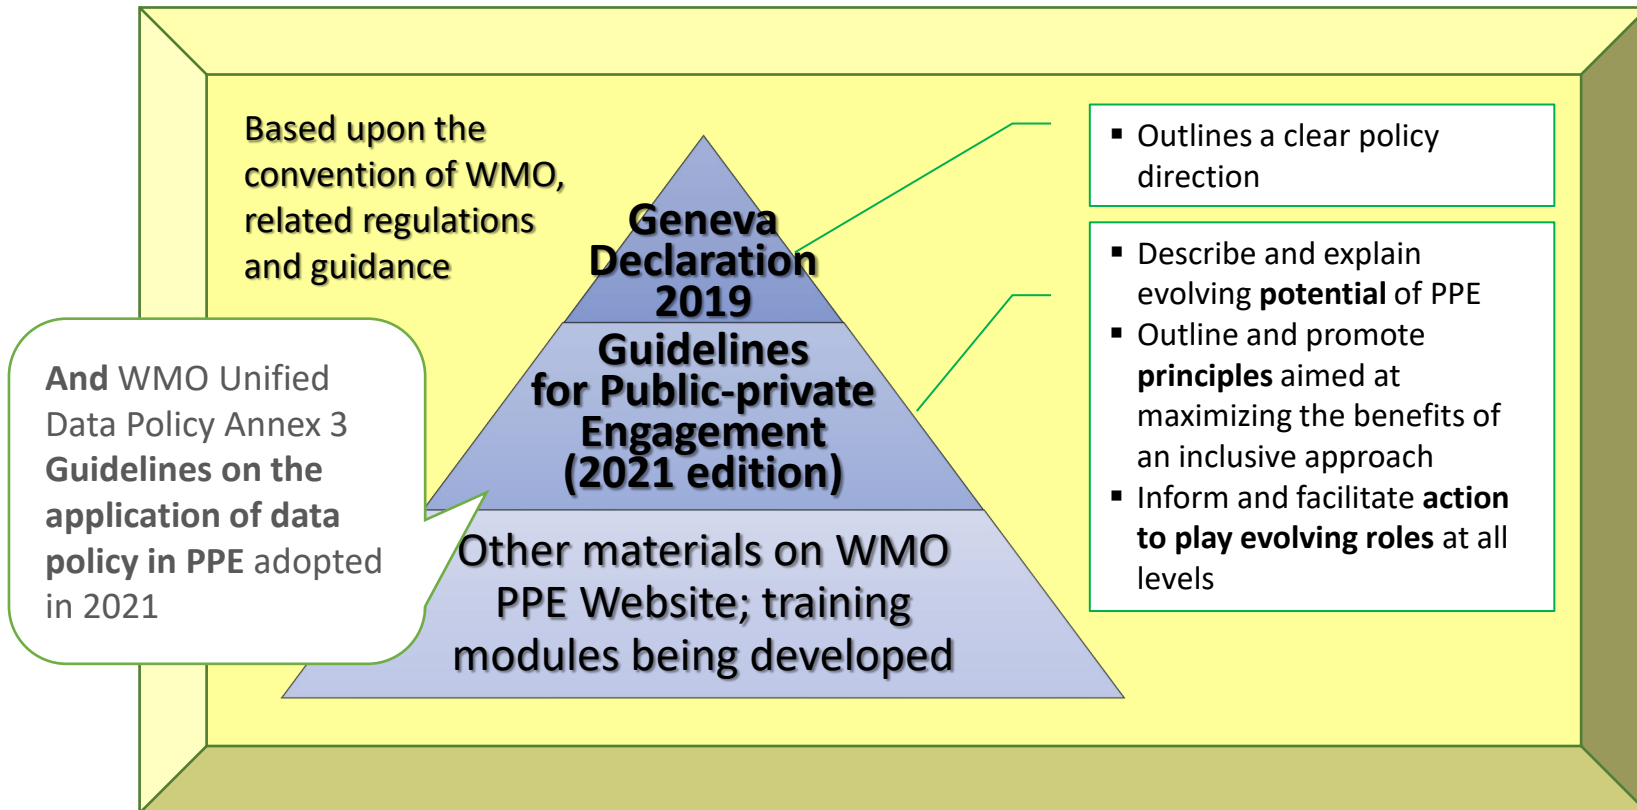 Based upon the
convention of WMO,
related regulations
and guidance
And WMO Unified
Data Policy Annex 3
Guidelines on the
application of data
policy in PPE adopted
in 2021
Geneva
Declaration
2019
Guidelines
for Public-private
Engagement
(2021 edition)
Other materials on WMO
PPE Website; training
modules being developed
▪ Outlines a clear policy
direction
▪ Describe and explain
evolving potential of PPE
▪ Outline and promote
principles aimed at
maximizing the benefits of
an inclusive approach
▪ Inform and facilitate action
to play evolving roles at all
levels